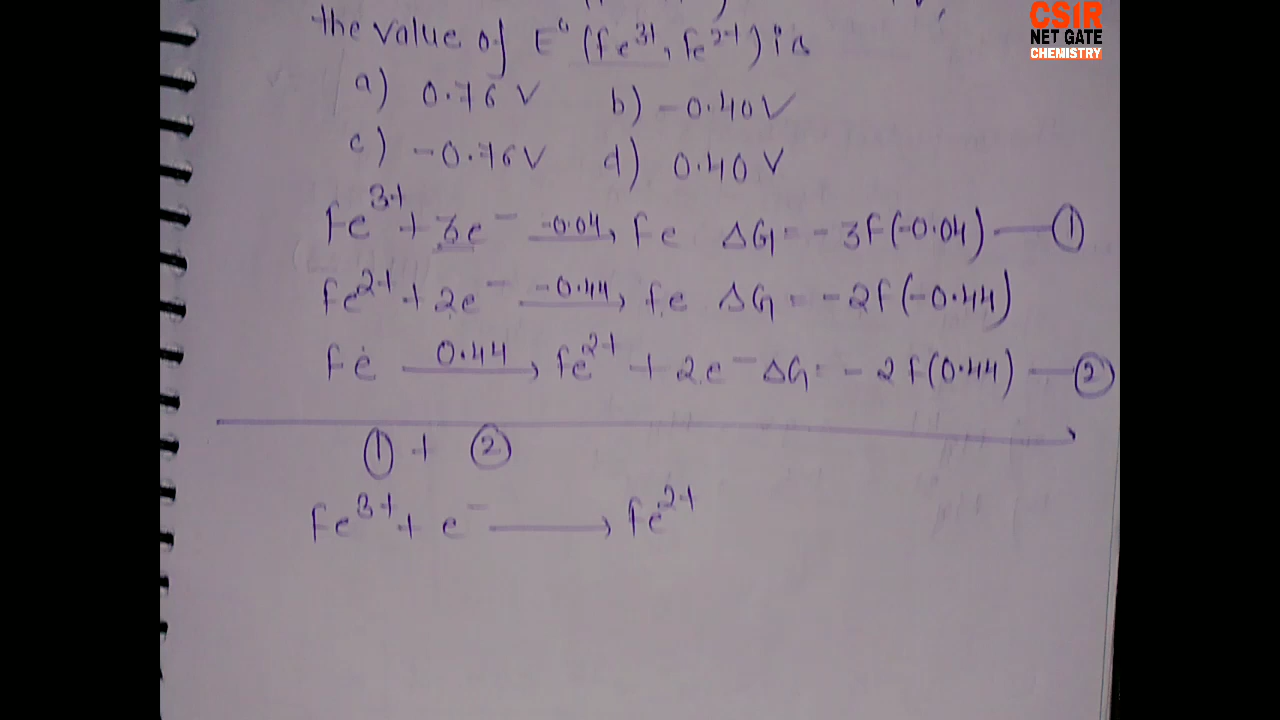 CSIR
NET GATE
CHEMISTRY
the value of E° (Fe³⁺, Fe²⁺) is
a) 0.76 V b) -0.40 V
c) -0.76 V d) 0.40 V
Fe³⁺ + 3e⁻ -0.04 → Fe ΔG = -3F(-0.04) — ①
Fe²⁺ + 2e⁻ -0.44 → Fe ΔG = -2F(-0.44)
Fe 0.44 → Fe²⁺ + 2e⁻ ΔG = -2F(0.44) — ②
① + ②
Fe³⁺ + e⁻ → Fe²⁺